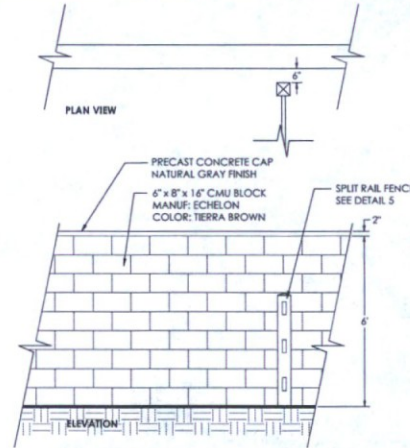 6"
PLAN VIEW
PRECAST CONCRETE CAP
NATURAL GRAY FINISH
6" x 8" x 16" CMU BLOCK
MANUF: ECHELON
COLOR: TIERRA BROWN
SPLIT RAIL FENC
SEE DETAIL 5
2"
6'
ELEVATION